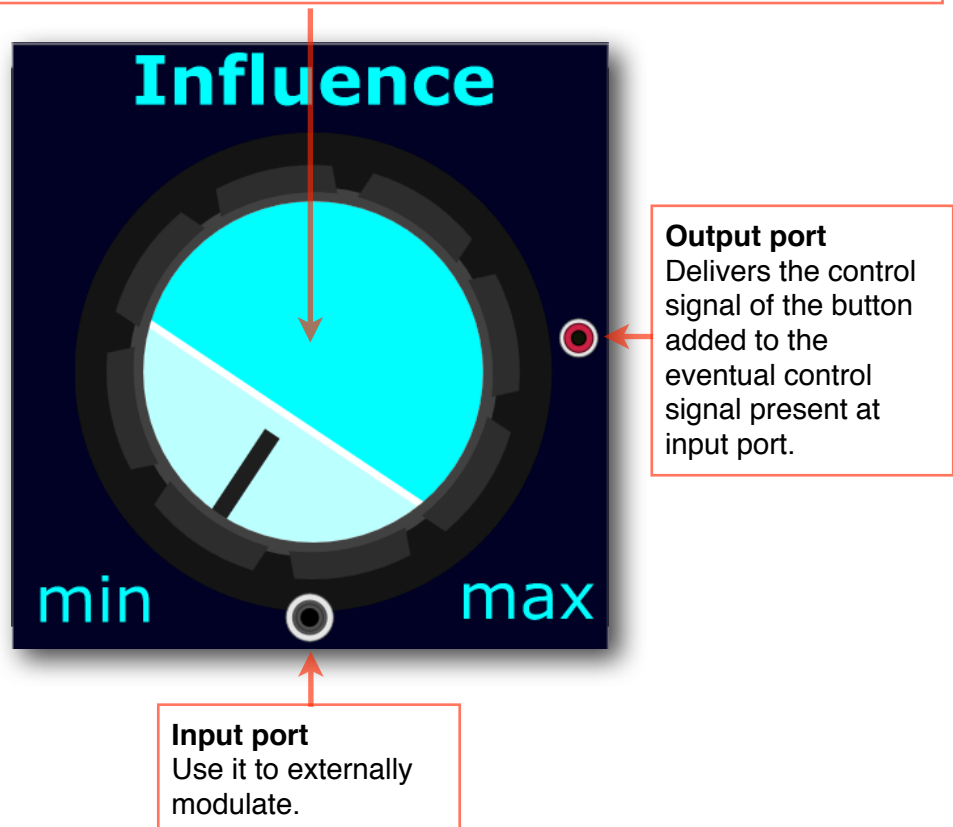 Influence
Output port
Delivers the control
signal of the button
added to the
eventual control
signal present at
input port.
min
max
Input port
Use it to externally
modulate.